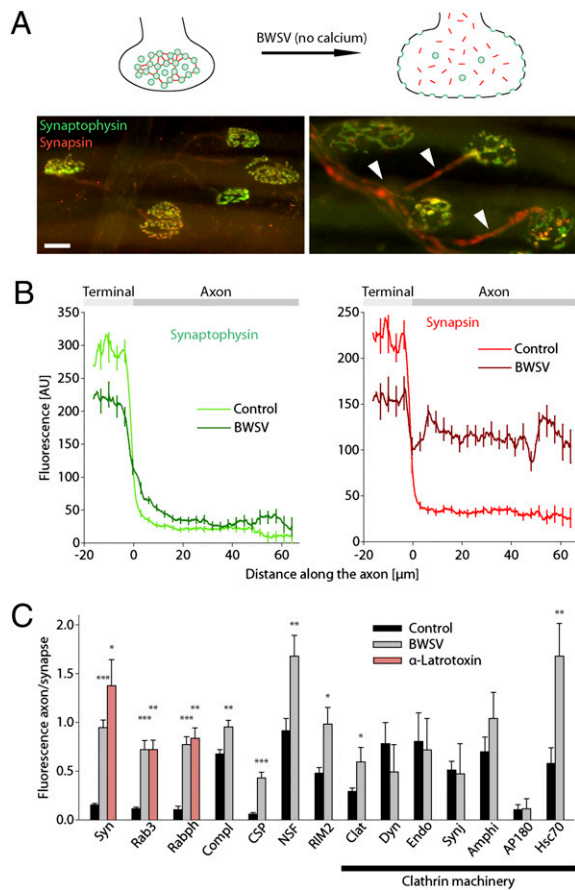 A
BWSV (no calcium)
Synaptophysin
Synapsin
B
Terminal Axon
Terminal Axon
Synaptophysin
Synapsin
Control
BWSV
Control
BWSV
Fluorescence [AU]
350
300
250
200
150
100
50
0
250
200
150
100
50
0
-20 0 20 40 60
-20 0 20 40 60
Distance along the axon [µm]
C
Control
BWSV
α-Latrotoxin
Fluorescence axon/synapse
2.0
1.5
1.0
0.5
0.0
*** * *** ** *** ** ** *** ** * * **
Syn Rab3 Rabph Compl CSP NSF RIM2 Clat Dyn Endo SynJ Amphi AP180 Hsc70
Clathrin machinery